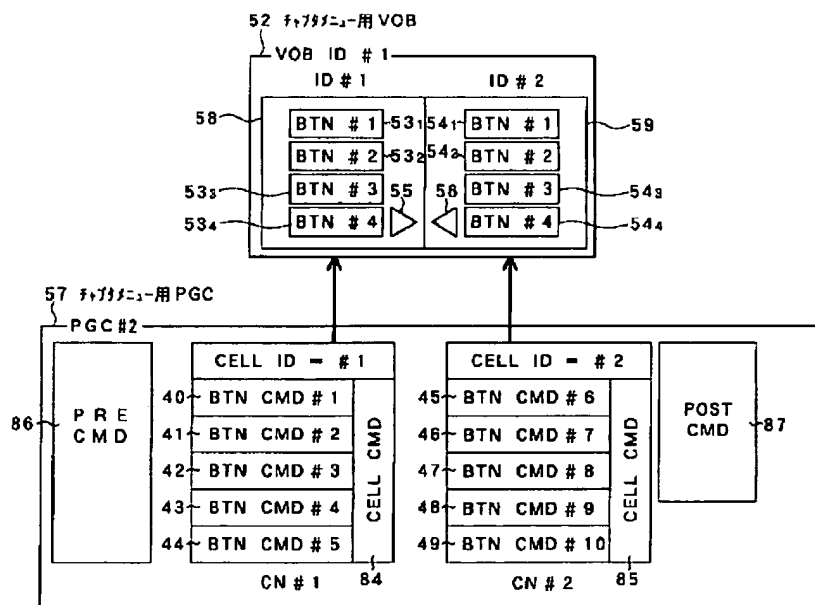 52 チャプタメニュー用 VOB
VOB ID # 1
ID # 1 ID # 2
58 BTN # 1 53₁ 54₁ BTN # 1 59
BTN # 2 53₂ 54₂ BTN # 2
53₃ BTN # 3 55 56 BTN # 3 54₃
53₄ BTN # 4 BTN # 4 54₄
57 チャプタメニュー用 PGC
PGC #2
CELL ID = # 1 CELL ID = # 2
86 PRE CMD
40 BTN CMD # 1
41 BTN CMD # 2
42 BTN CMD # 3
43 BTN CMD # 4
44 BTN CMD # 5
CELL CMD
45 BTN CMD # 6
46 BTN CMD # 7
47 BTN CMD # 8
48 BTN CMD # 9
49 BTN CMD # 10
CELL CMD
POST CMD 87
CN # 1 84 CN # 2 85